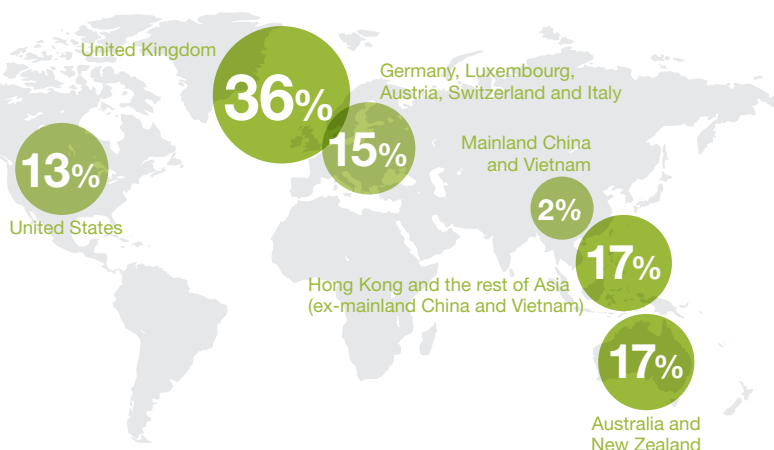 United Kingdom
36%
Germany, Luxembourg,
Austria, Switzerland and Italy
15%
13%
United States
Mainland China
and Vietnam
2%
17%
Hong Kong and the rest of Asia
(ex-mainland China and Vietnam)
17%
Australia and
New Zealand